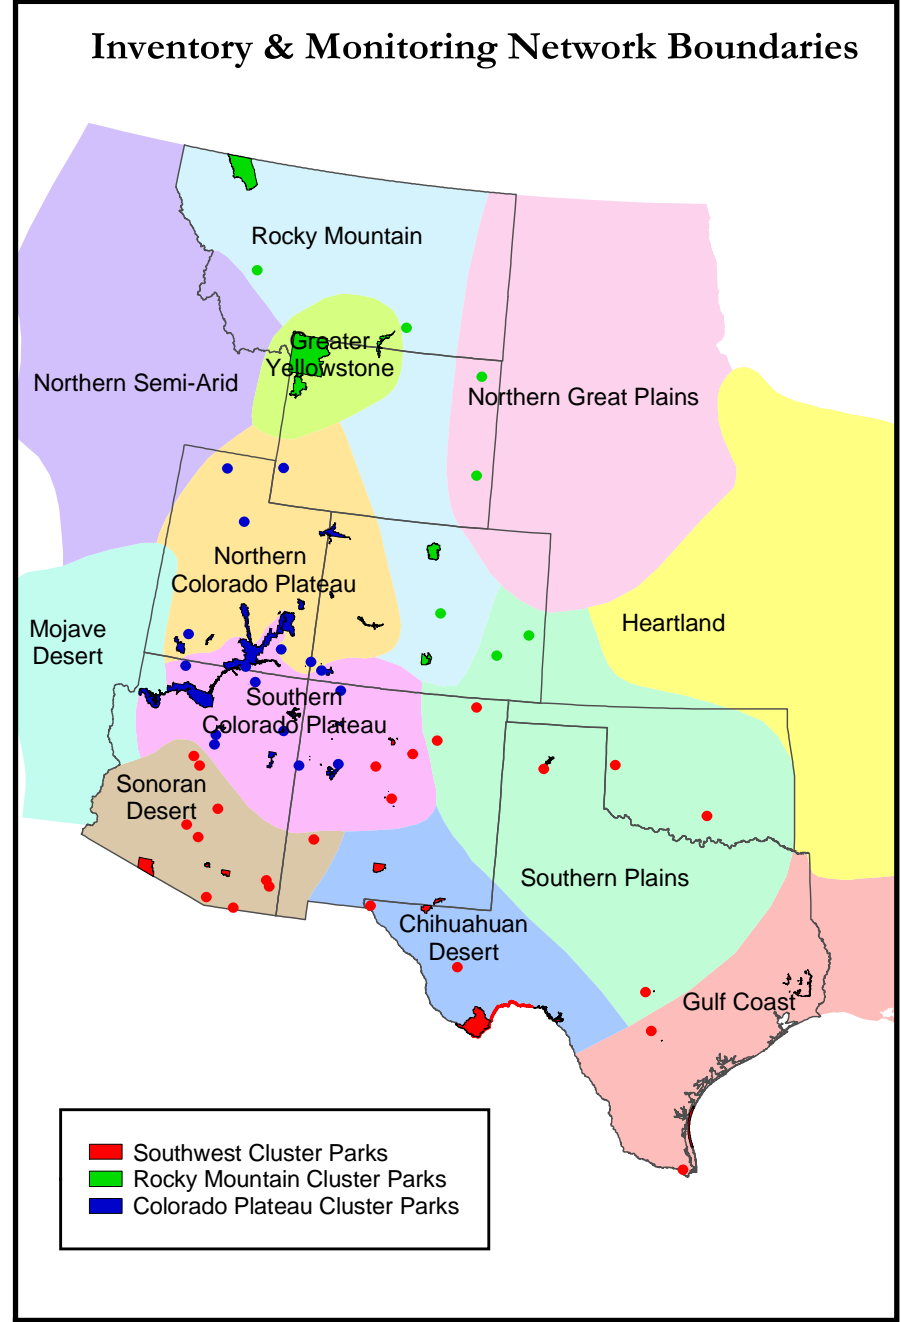 Inventory & Monitoring Network Boundaries
Rocky Mountain
Greater
Yellowstone
Northern Semi-Arid
Northern Great Plains
Northern
Colorado Plateau
Heartland
Mojave
Desert
Southern
Colorado Plateau
Sonoran
Desert
Southern Plains
Chihuahuan
Desert
Gulf Coast
Southwest Cluster Parks
Rocky Mountain Cluster Parks
Colorado Plateau Cluster Parks